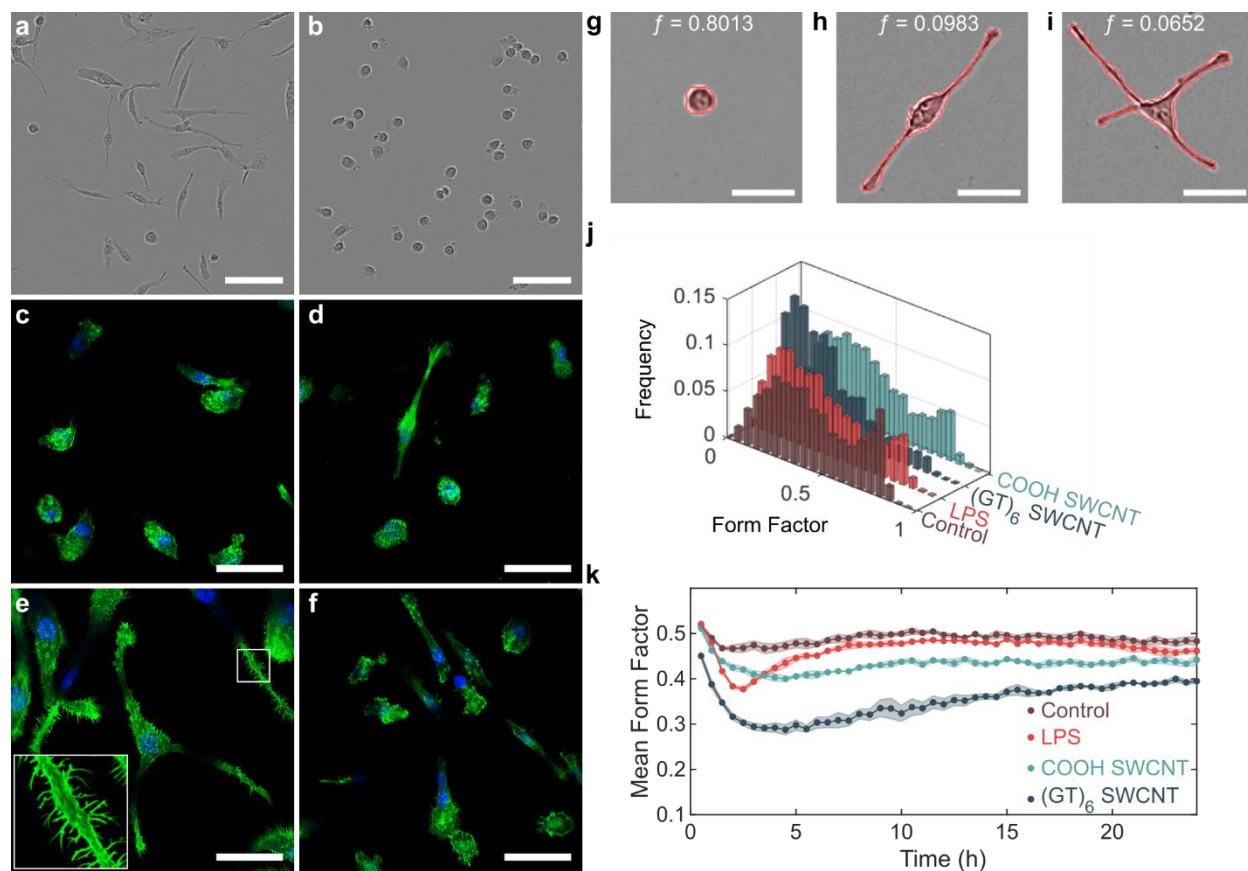 a
b
c
d
e
f
g
ƒ = 0.8013
h
ƒ = 0.0983
i
ƒ = 0.0652
j
0.15
0.1
0.05
0
Frequency
0
0.5
1
Form Factor
COOH SWCNT
(GT)₆ SWCNT
LPS
Control
k
Mean Form Factor
0.5
0.4
0.3
0.2
0.1
Control
LPS
COOH SWCNT
(GT)₆ SWCNT
0
5
10
15
20
Time (h)